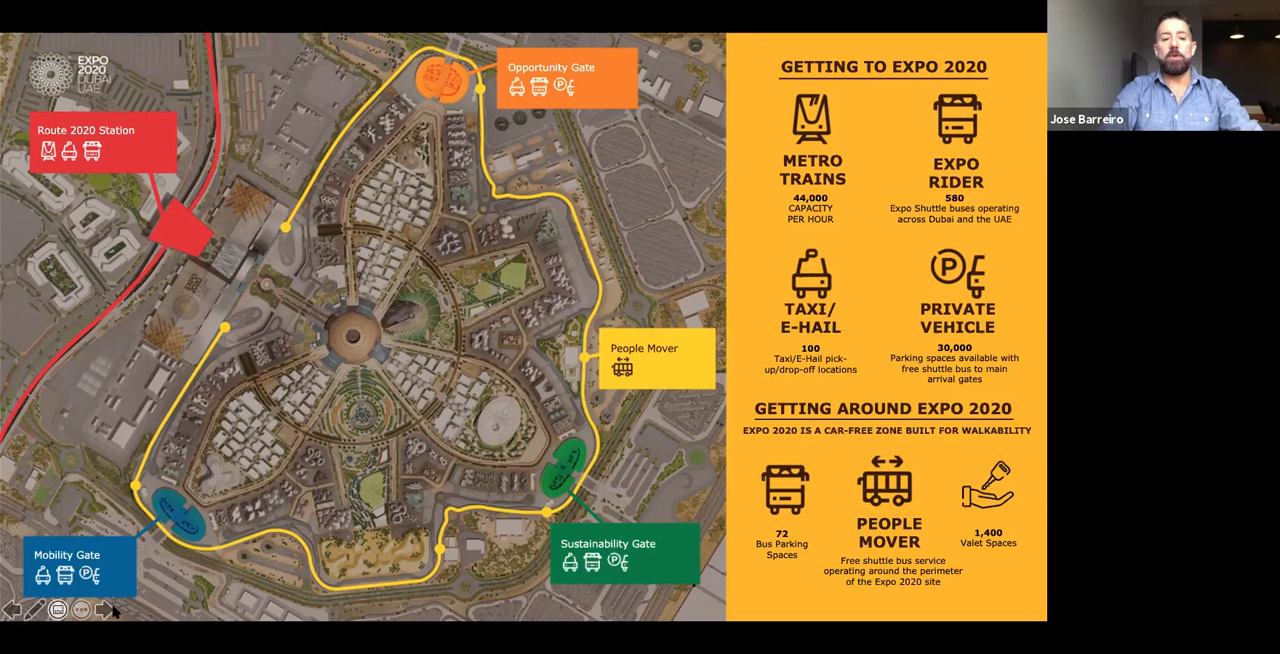 EXPO
2020
DUBAI
UAE
Opportunity Gate
P
Route 2020 Station
People Mover
Sustainability Gate
P
Mobility Gate
P
GETTING TO EXPO 2020
METRO
TRAINS
44,000
CAPACITY
PER HOUR
EXPO
RIDER
580
Expo Shuttle buses operating
across Dubai and the UAE
TAXI/
E-HAIL
100
Taxi/E-Hail pick-
up/drop-off locations
P
PRIVATE
VEHICLE
30,000
Parking spaces available with
free shuttle bus to main
arrival gates
GETTING AROUND EXPO 2020
EXPO 2020 IS A CAR-FREE ZONE BUILT FOR WALKABILITY
72
Bus Parking
Spaces
PEOPLE
MOVER
Free shuttle bus service
operating around the perimeter
of the Expo 2020 site
1,400
Valet Spaces
Jose Barreiro